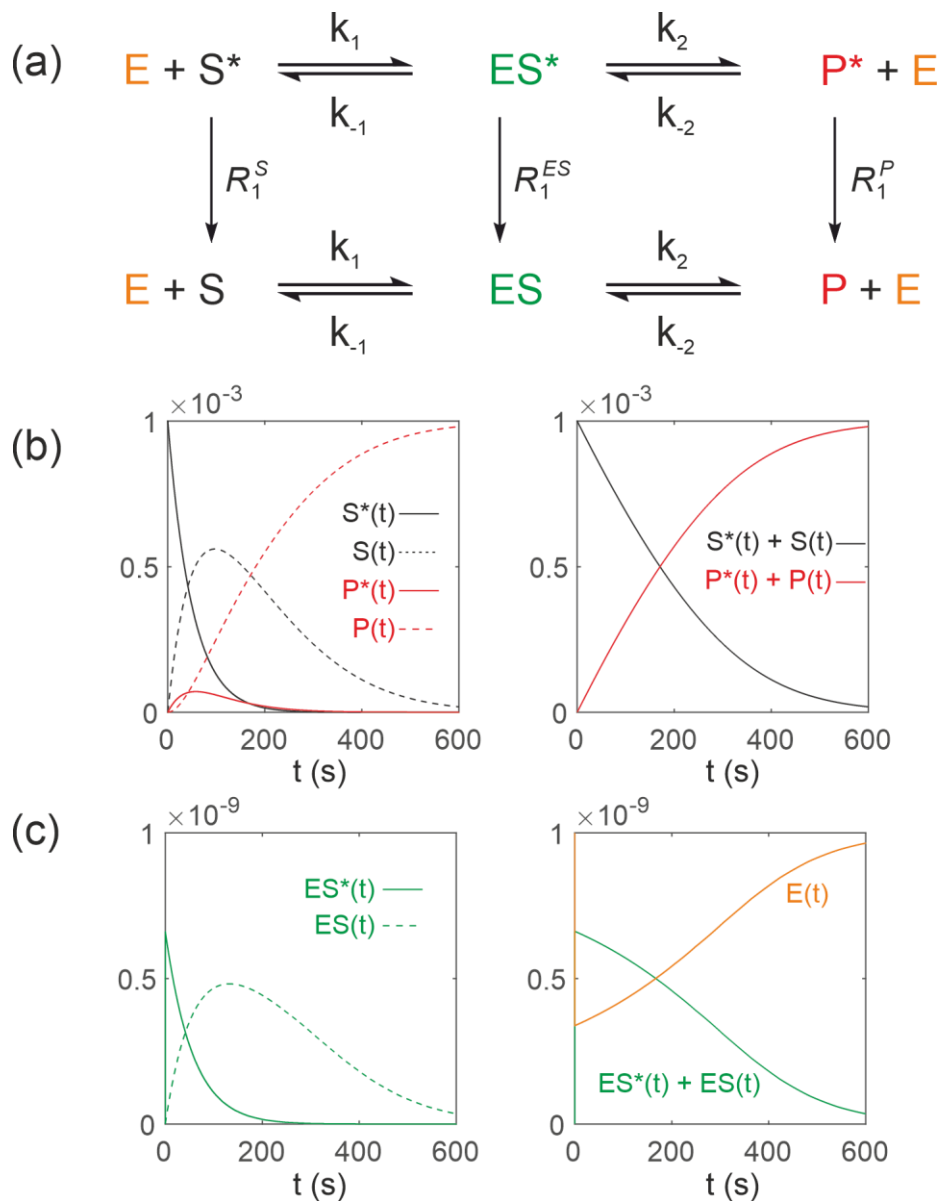 (a)
k₁ k₂
E + S* ES* P* + E
k₋₁ k₋₂
R₁ˢ R₁ᴱˢ R₁ᴾ
k₁ k₂
E + S ES P + E
k₋₁ k₋₂
(b)
1 ×10⁻³
S*(t)
S(t)
P*(t)
P(t)
0.5
0
0 200 400 600
t (s)
1 ×10⁻³
S*(t) + S(t)
P*(t) + P(t)
0.5
0
0 200 400 600
t (s)
(c)
1 ×10⁻⁹
ES*(t)
ES(t)
0.5
0
0 200 400 600
t (s)
1 ×10⁻⁹
E(t)
0.5
ES*(t) + ES(t)
0
0 200 400 600
t (s)